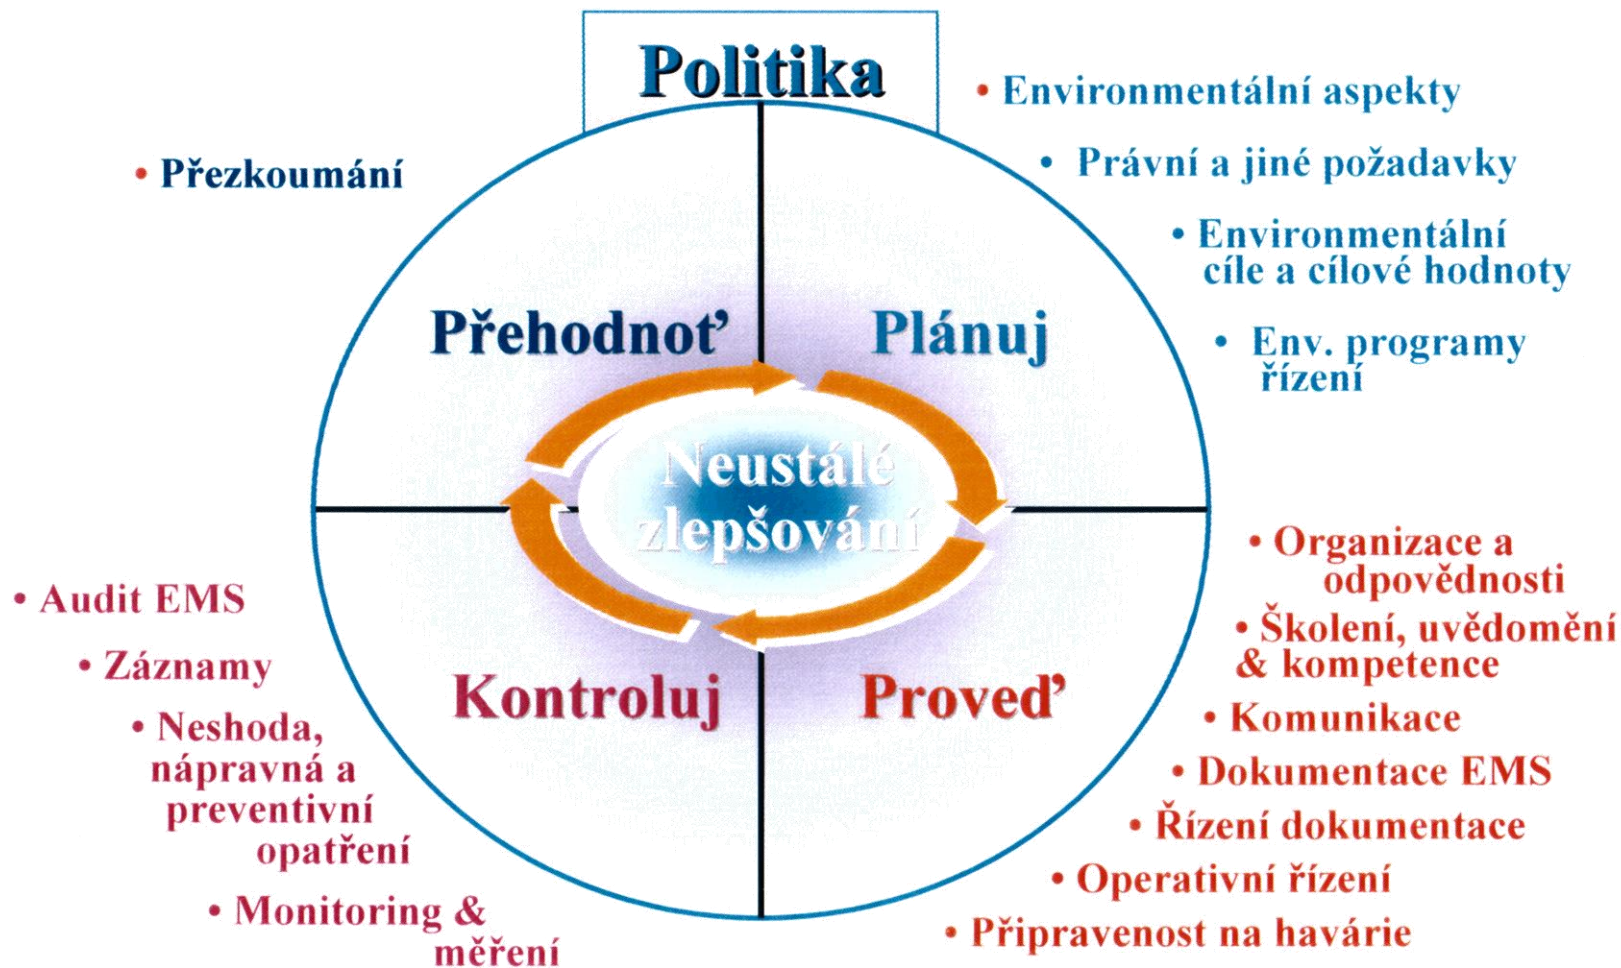 Politika
• Environmentální aspekty
• Právní a jiné požadavky
• Environmentální
cíle a cílové hodnoty
• Env. programy
řízení
• Přezkoumání
Přehodnoť
Plánuj
Neustálé
zlepšování
Kontroluj
Proveď
• Organizace a
odpovědnosti
• Školení, uvědomění
& kompetence
• Komunikace
• Dokumentace EMS
• Řízení dokumentace
• Operativní řízení
• Připravenost na havárie
• Audit EMS
• Záznamy
• Neshoda,
nápravná a
preventivní
opatření
• Monitoring &
měření